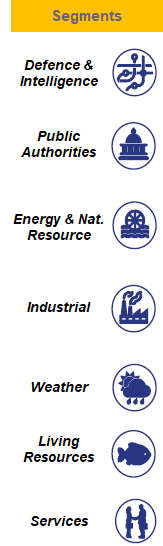 Segments
Defence &
Intelligence
Public
Authorities
Energy & Nat.
Resource
Industrial
Weather
Living
Resources
Services